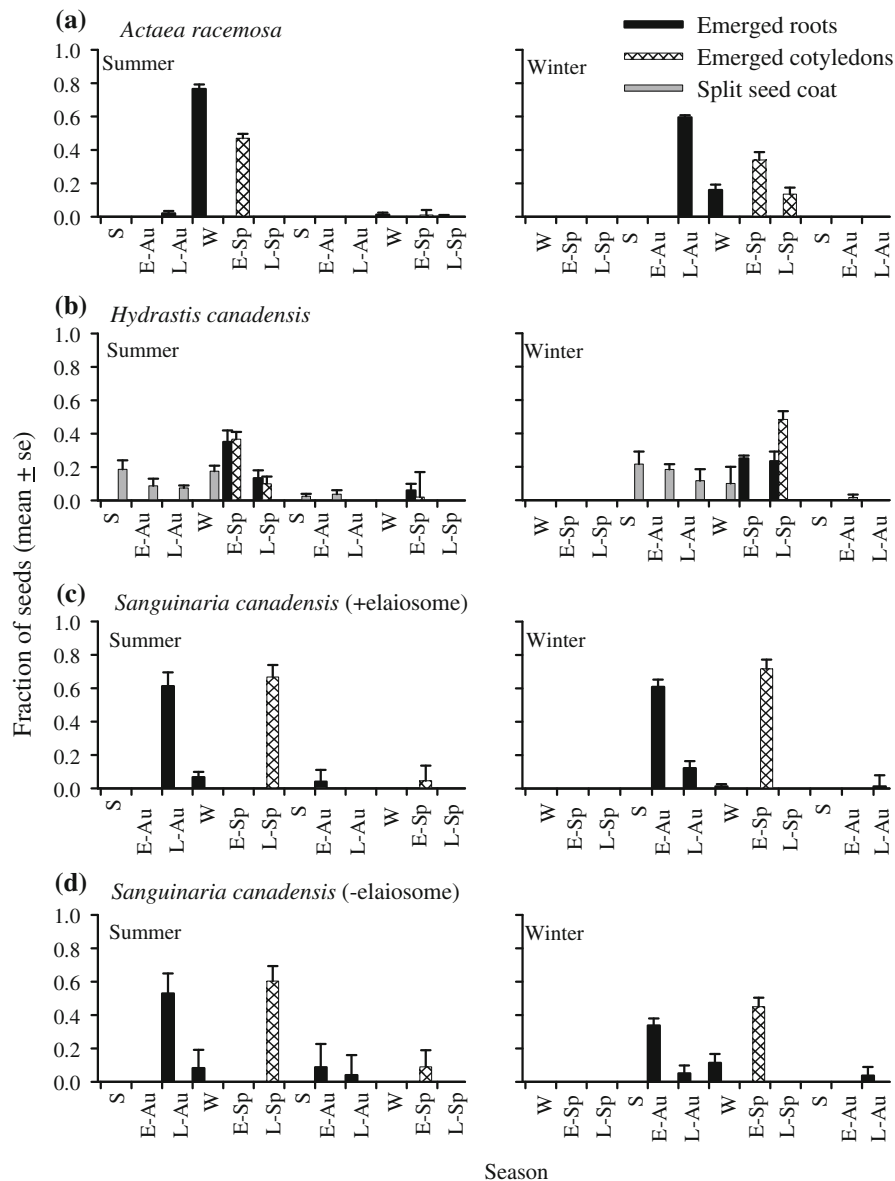 (a) Actaea racemosa
Emerged roots
Emerged cotyledons
Split seed coat
Summer
1.0
0.8
0.6
0.4
0.2
0.0
S E-Au L-Au W E-Sp L-Sp S E-Au L-Au W E-Sp L-Sp
Winter
W E-Sp L-Sp S E-Au L-Au W E-Sp L-Sp S E-Au L-Au
(b) Hydrastis canadensis
Summer
1.0
0.8
0.6
0.4
0.2
0.0
S E-Au L-Au W E-Sp L-Sp S E-Au L-Au W E-Sp L-Sp
Winter
W E-Sp L-Sp S E-Au L-Au W E-Sp L-Sp S E-Au L-Au
Fraction of seeds (mean ± se)
(c) Sanguinaria canadensis (+elaiosome)
Summer
1.0
0.8
0.6
0.4
0.2
0.0
S E-Au L-Au W E-Sp L-Sp S E-Au L-Au W E-Sp L-Sp
Winter
W E-Sp L-Sp S E-Au L-Au W E-Sp L-Sp S E-Au L-Au
(d) Sanguinaria canadensis (-elaiosome)
Summer
1.0
0.8
0.6
0.4
0.2
0.0
S E-Au L-Au W E-Sp L-Sp S E-Au L-Au W E-Sp L-Sp
Winter
W E-Sp L-Sp S E-Au L-Au W E-Sp L-Sp S E-Au L-Au
Season